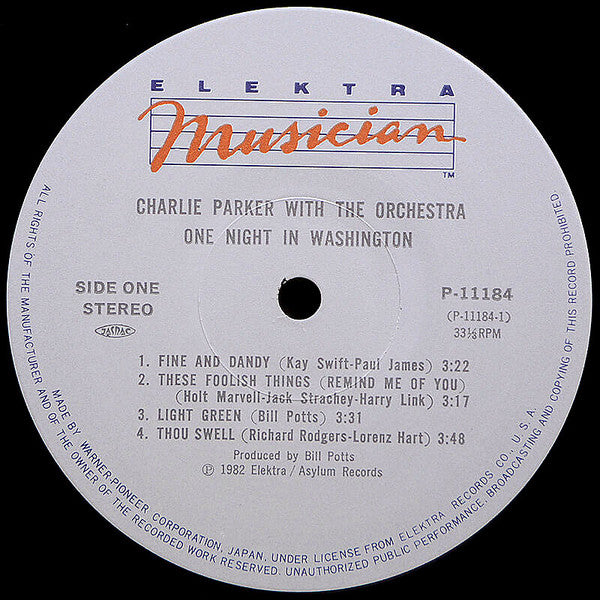 ELEKTRA
Musician
TM
CHARLIE PARKER WITH THE ORCHESTRA
ONE NIGHT IN WASHINGTON
SIDE ONE
STEREO
JASRAC
P-11184
(P-11184-1)
33⅓RPM
1. FINE AND DANDY (Kay Swift-Paul James) 3:22
2. THESE FOOLISH THINGS (REMIND ME OF YOU)
(Holt Marvell-Jack Strachey-Harry Link) 3:17
3. LIGHT GREEN (Bill Potts) 3:31
4. THOU SWELL (Richard Rodgers-Lorenz Hart) 3:48
Produced by Bill Potts
℗ 1982 Elektra/Asylum Records
MADE BY WARNER-PIONEER CORPORATION, JAPAN, UNDER LICENSE FROM ELEKTRA RECORDS CO., U.S.A.
ALL RIGHTS OF THE MANUFACTURER AND OF THE OWNER OF THE RECORDED WORK RESERVED. UNAUTHORIZED PUBLIC PERFORMANCE, BROADCASTING AND COPYING OF THIS RECORD PROHIBITED.